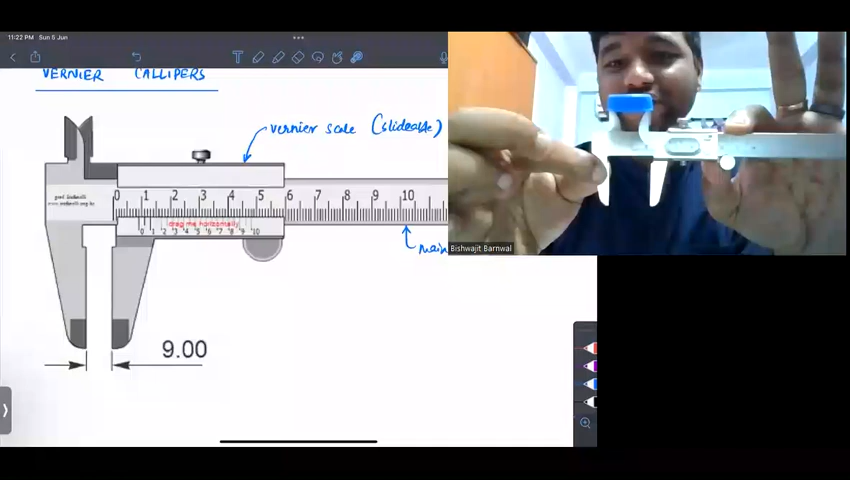 11:22 PM Sun 5 Jun
VERNIER CALLIPERS
vernier scale (slideable)
0 1 2 3 4 5 6 7 8 9 10
drag me horizontally
0 1 2 3 4 5 6 7 8 9 10
main
9.00
Bishwajit Barnwal